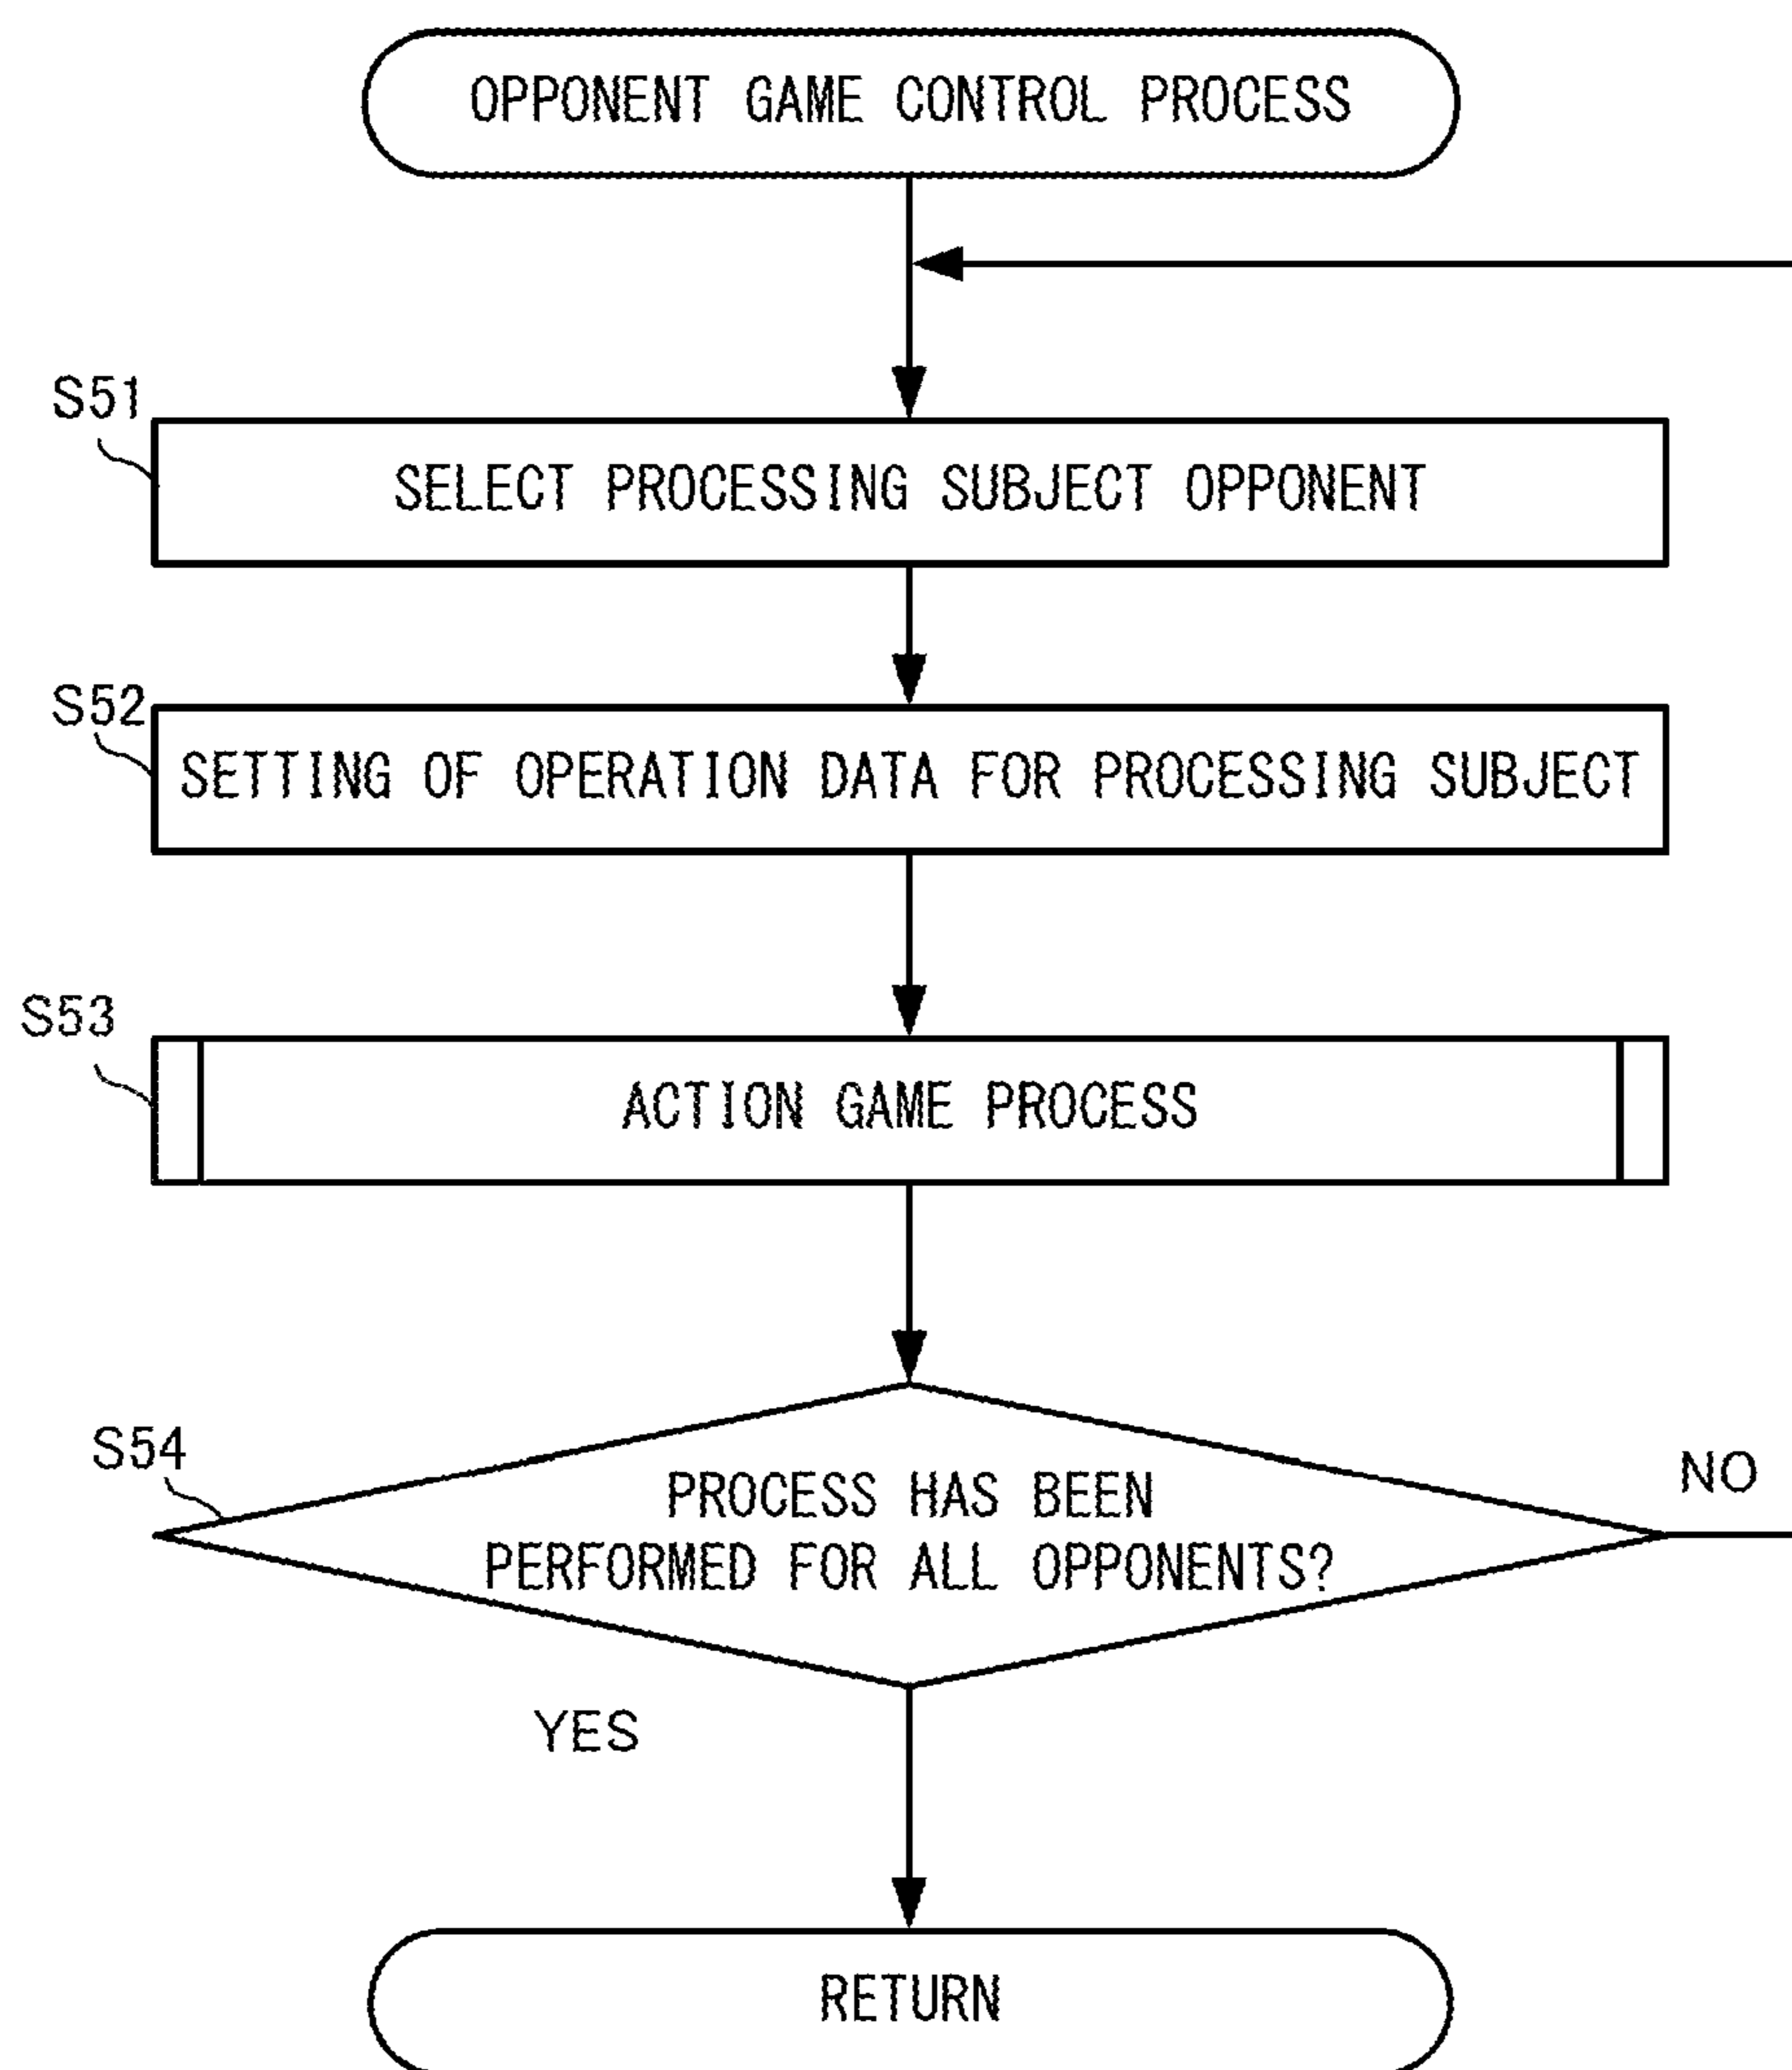 OPPONENT GAME CONTROL PROCESS
S51
SELECT PROCESSING SUBJECT OPPONENT
S52
SETTING OF OPERATION DATA FOR PROCESSING SUBJECT
S53
ACTION GAME PROCESS
S54
PROCESS HAS BEEN
PERFORMED FOR ALL OPPONENTS?
NO
YES
RETURN